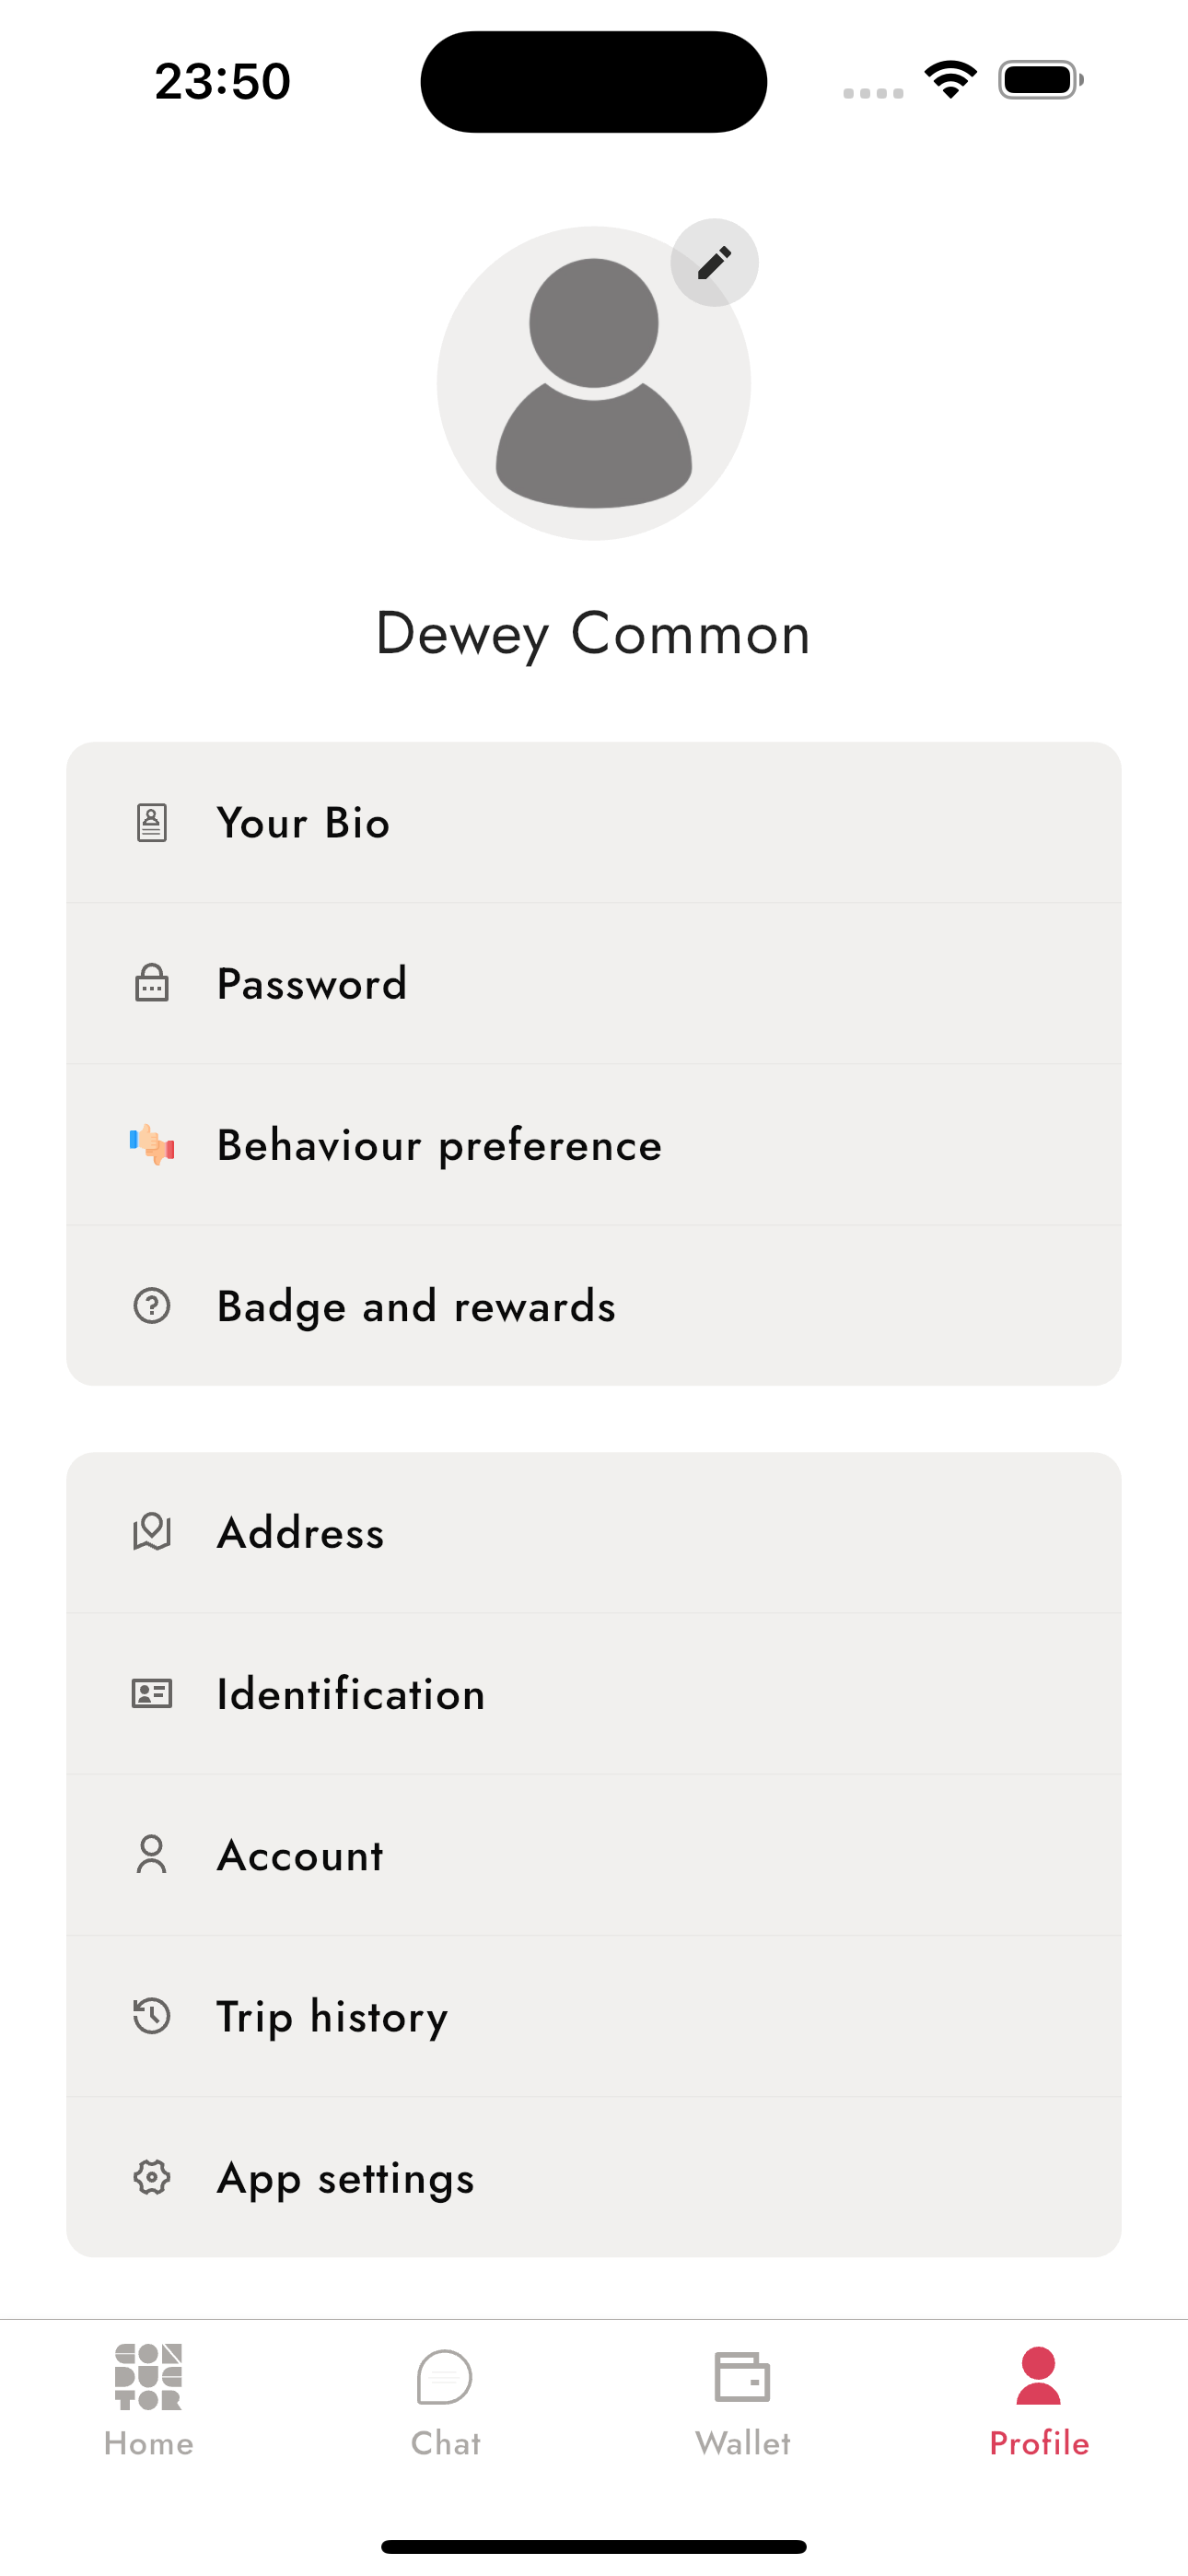 23:50
Dewey Common
Your Bio
Password
Behaviour preference
Badge and rewards
Address
Identification
Account
Trip history
App settings
CON
DUC
TOR
Home
Chat
Wallet
Profile